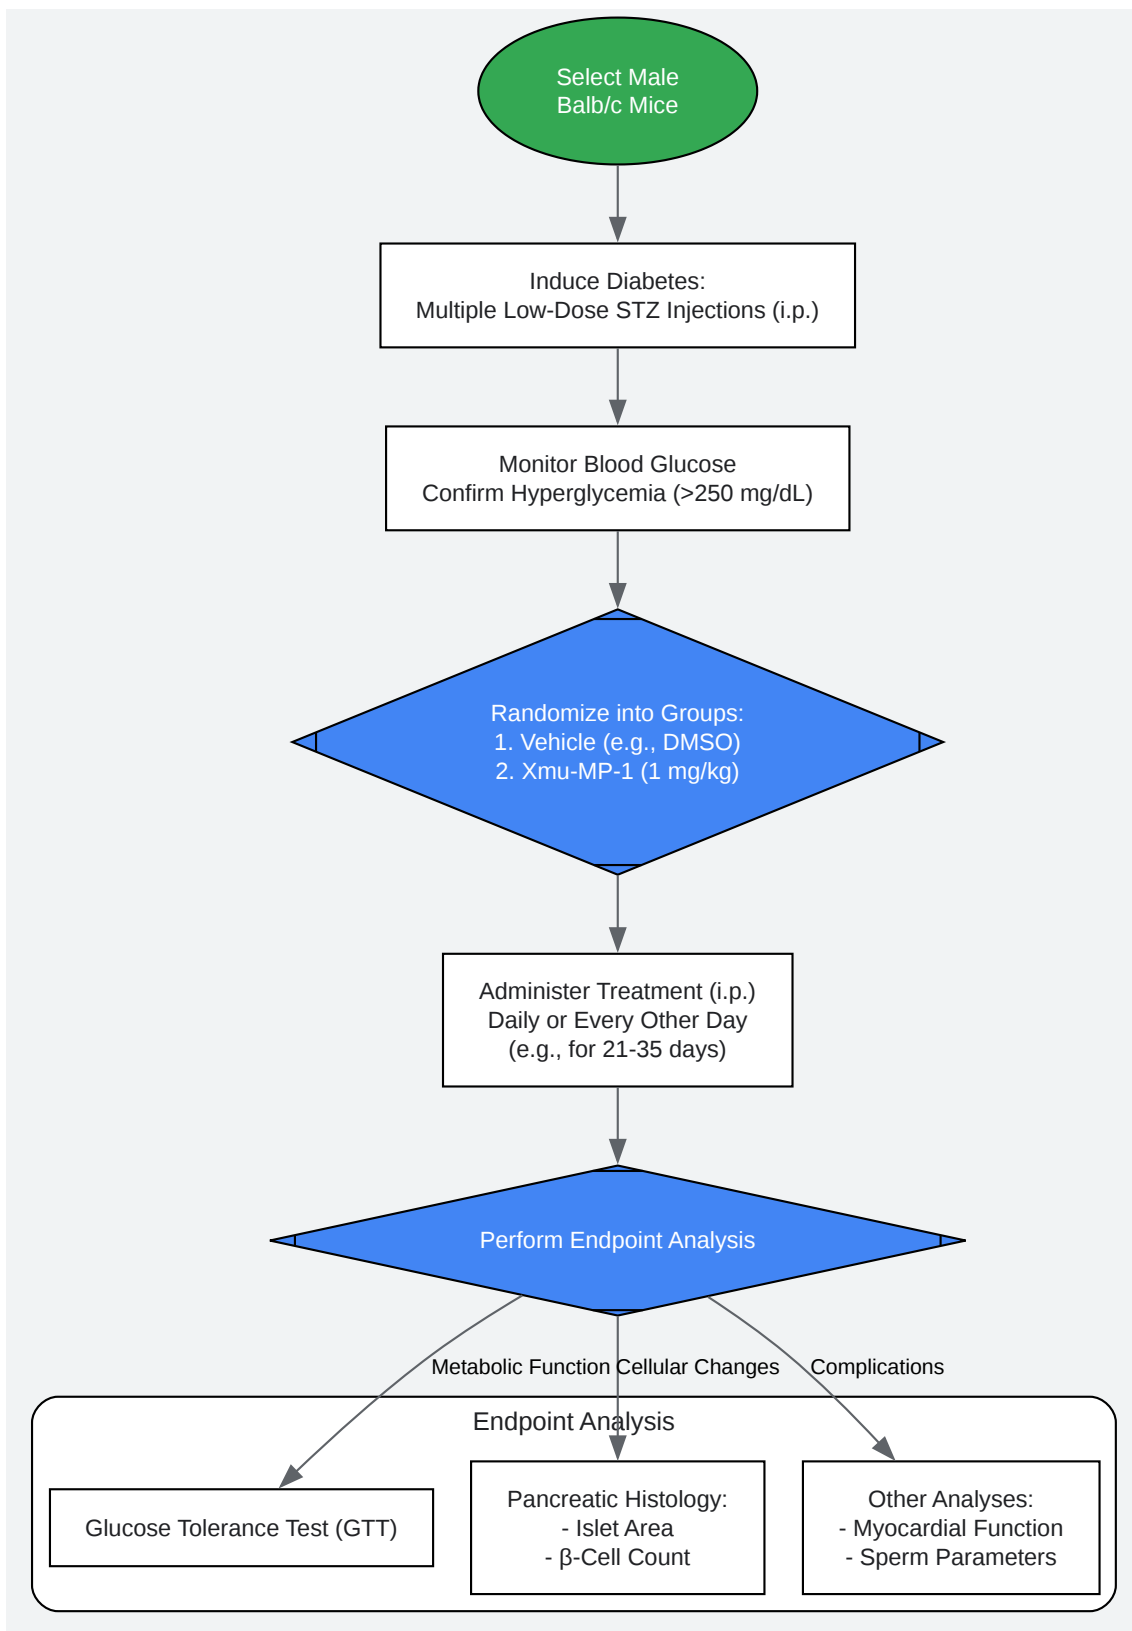 Select Male
Balb/c Mice
Induce Diabetes:
Multiple Low-Dose STZ Injections (i.p.)
Monitor Blood Glucose
Confirm Hyperglycemia (>250 mg/dL)
Randomize into Groups:
1. Vehicle (e.g., DMSO)
2. Xmu-MP-1 (1 mg/kg)
Administer Treatment (i.p.)
Daily or Every Other Day
(e.g., for 21-35 days)
Perform Endpoint Analysis
Metabolic Function
Cellular Changes
Complications
Endpoint Analysis
Glucose Tolerance Test (GTT)
Pancreatic Histology:
- Islet Area
- β-Cell Count
Other Analyses:
- Myocardial Function
- Sperm Parameters